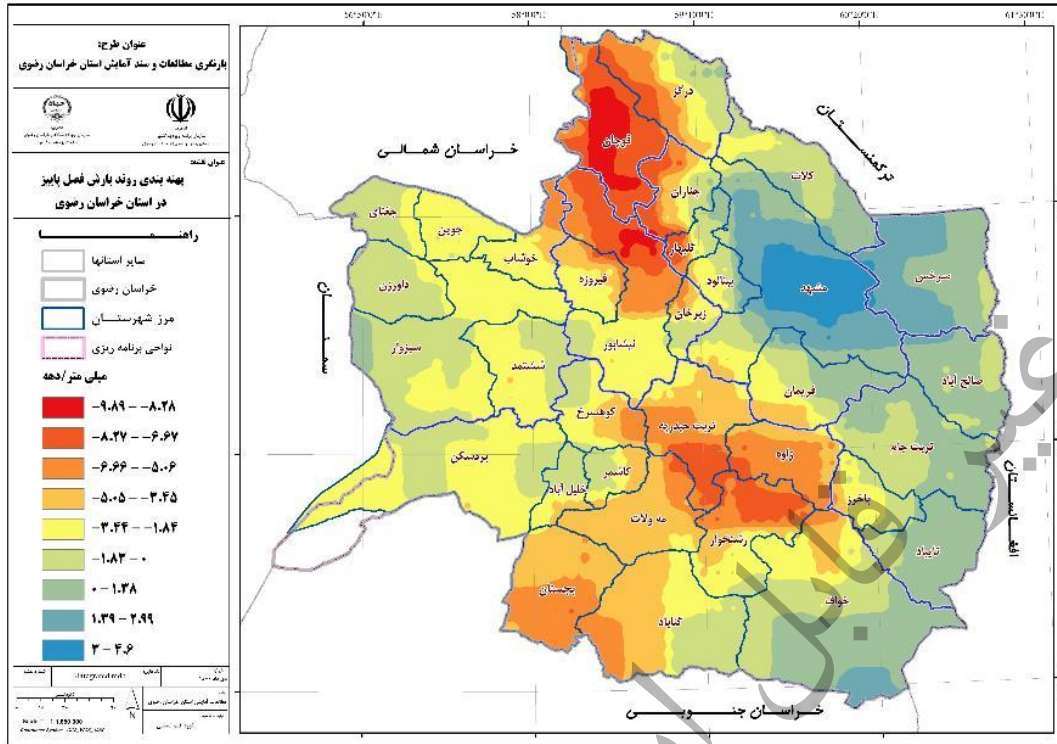 عنوان طرح:
بازنگری مطالعات و سند آمایش استان خراسان رضوی
عنوان نقشه:
پهنه بندی روند بارش فصل پاییز
در استان خراسان رضوی
راهنما
سایر استانها
خراسان رضوی
مرز شهرستان
نواحی برنامه ریزی
میلی متر/دهه
-۹.۸۹ - -۸.۲۸
-۸.۲۷ - -۶.۶۷
-۶.۶۶ - -۵.۰۶
-۵.۰۵ - -۳.۴۵
-۳.۴۴ - -۱.۸۴
-۱.۸۳ - ۰
۰ - ۱.۳۸
۱.۳۹ - ۲.۹۹
۳ - ۴.۶
N
خراسان شمالی
ترکمنستان
سمنان
افغانستان
خراسان جنوبی
درگز
قوچان
کلات
چناران
جغتای
جوین
خوشاب
گلبهار
سرخس
داورزن
فیروزه
بینالود
مشهد
زبرخان
سبزوار
نیشابور
ششتمد
صالح آباد
فریمان
کوهسرخ
تربت حیدریه
تربت جام
زاوه
بردسکن
کاشمر
خلیل آباد
باخرز
مه ولات
رشتخوار
تایباد
بجستان
خواف
گناباد
غیر قابل